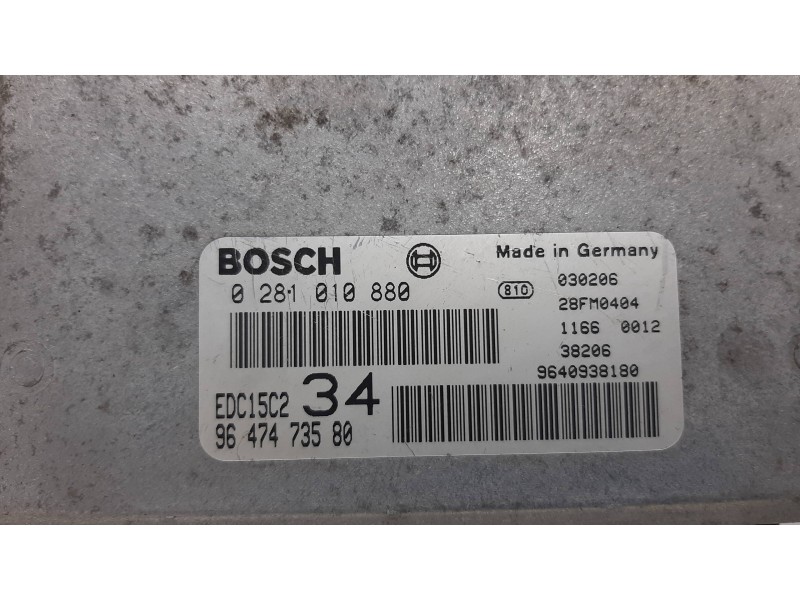 BOSCH
Made in Germany
0 281 010 880
810
030206
28FM0404
1166 0012
38206
9640938180
EDC15C2 34
96 474 735 80